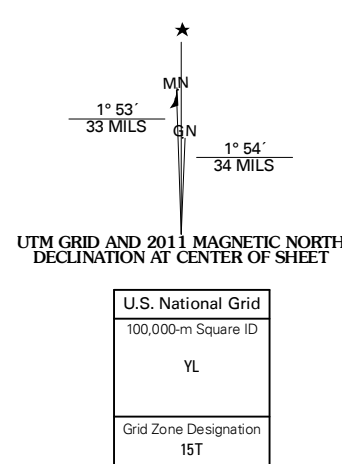 MN
1° 53´
33 MILS
GN
1° 54´
34 MILS
UTM GRID AND 2011 MAGNETIC NORTH
DECLINATION AT CENTER OF SHEET
U.S. National Grid
100,000-m Square ID
YL
Grid Zone Designation
15T